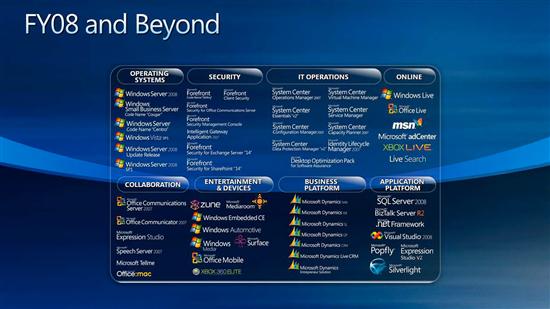 FY08 and Beyond
OPERATING
SYSTEMS
Windows Server 2008
Windows
Small Business Server
Code Name "Cougar"
Windows Server
Code Name "Centro"
Windows Vista SP1
Windows Server 2008
Update Release
Windows Server 2008
SECURITY
Forefront
Forefront
Client Security
Forefront
Security for Office Communications Server
Forefront
Security Management Console
Intelligent Gateway
Application 2007
Forefront
Security for Exchange Server "14"
Forefront
Security for SharePoint "14"
IT OPERATIONS
System Center
Operations Manager 2007
System Center
Virtual Machine Manager
System Center
Essentials "v2"
System Center
Service Manager
System Center
Configuration Manager 2007
System Center
Capacity Planner 2007
System Center
Data Protection Manager "v2"
Identity Lifecycle
Manager 2007
Desktop Optimization Pack
for Software Assurance
ONLINE
Windows Live
Office Live
msn
Microsoft adCenter
XBOX LIVE
Live Search
COLLABORATION
Office Communications
Server 2007
Office Communicator 2007
Microsoft
Expression Studio
Microsoft
Speech Server 2007
Microsoft Tellme
Microsoft
Office:mac
ENTERTAINMENT
& DEVICES
zune
Microsoft
Mediaroom
Windows Embedded CE
Windows Automotive
Windows
Media
Microsoft
Surface
Office Mobile
XBOX 360 ELITE
BUSINESS
PLATFORM
Microsoft Dynamics
Microsoft Dynamics
Microsoft Dynamics
Microsoft Dynamics SL
Microsoft Dynamics GP
Microsoft Dynamics CRM
Microsoft Dynamics Live CRM
Microsoft Dynamics
Entrepreneur Solution
APPLICATION
PLATFORM
Microsoft
SQL Server 2008
Microsoft
BizTalk Server R2
.net Framework
Visual Studio 2008
Microsoft
Popfly
Microsoft
Expression
Studio V2
Microsoft
Silverlight